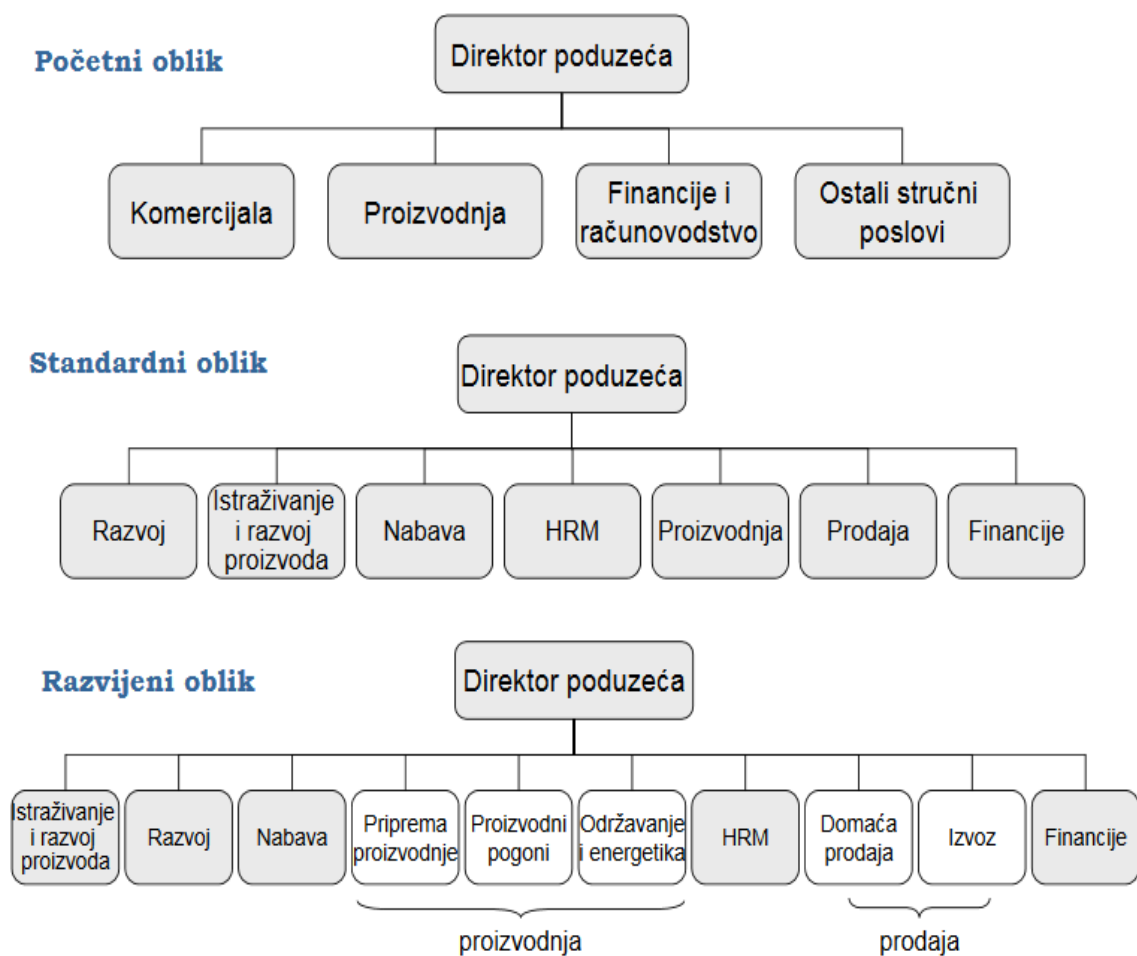 Početni oblik
Direktor poduzeća
Komercijala
Proizvodnja
Financije i
računovodstvo
Ostali stručni
poslovi
Standardni oblik
Direktor poduzeća
Razvoj
Istraživanje
i razvoj
proizvoda
Nabava
HRM
Proizvodnja
Prodaja
Financije
Razvijeni oblik
Direktor poduzeća
Istraživanje
i razvoj
proizvoda
Razvoj
Nabava
Priprema
proizvodnje
Proizvodni
pogoni
Održavanje
i energetika
HRM
Domaća
prodaja
Izvoz
Financije
proizvodnja
prodaja